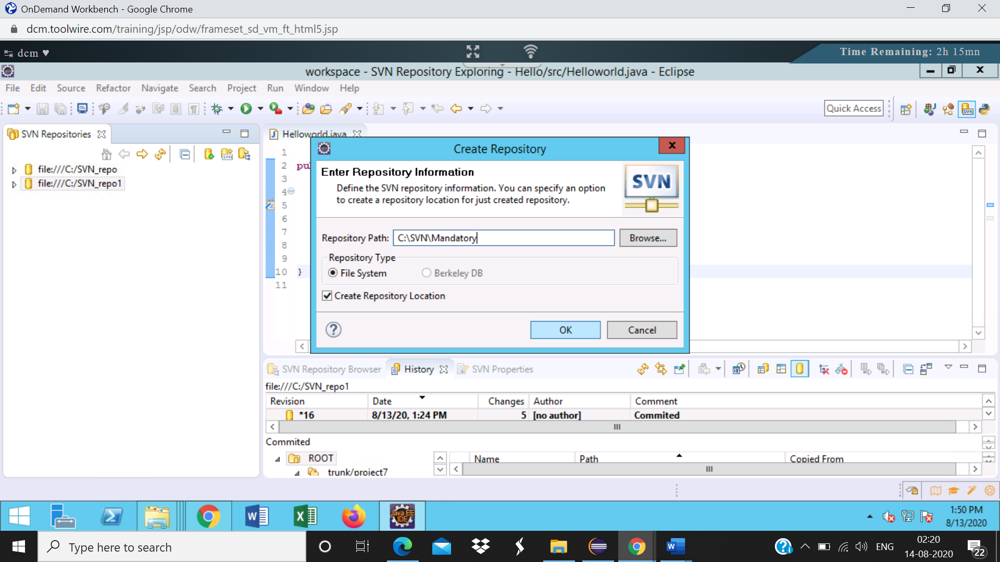 OnDemand Workbench - Google Chrome
dcm.toolwire.com/training/jsp/odw/frameset_sd_vm_ft_html5.jsp
dcm ♥
Time Remaining: 2h 15mn
workspace - SVN Repository Exploring - Hello/src/Helloworld.java - Eclipse
File Edit Source Refactor Navigate Search Project Run Window Help
Quick Access
SVN Repositories
file:///C:/SVN_repo
file:///C:/SVN_repo1
Helloworld.java
1
2 pu
3
4
5
6
7
8
9
10 }
11
Create Repository
Enter Repository Information
Define the SVN repository information. You can specify an option
to create a repository location for just created repository.
SVN
Repository Path: C:\SVN\Mandatory Browse...
Repository Type
File System Berkeley DB
Create Repository Location
OK Cancel
SVN Repository Browser History SVN Properties
file:///C:/SVN_repo1
Revision Date Changes Author Comment
*16 8/13/20, 1:24 PM 5 [no author] Commited
Commited
ROOT
trunk/project7
Name Path Copied From
Java EE
IDE
1:50 PM
8/13/2020
Type here to search
ENG
02:20
14-08-2020
22